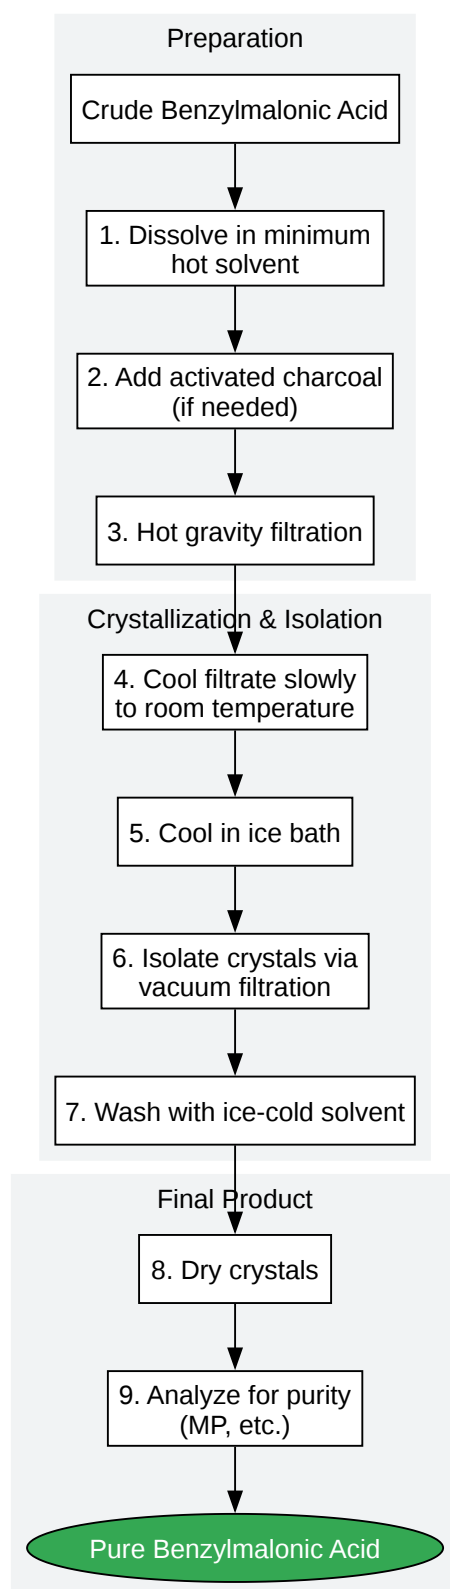 Preparation
Crude Benzylmalonic Acid
1. Dissolve in minimum
hot solvent
2. Add activated charcoal
(if needed)
3. Hot gravity filtration
Crystallization & Isolation
4. Cool filtrate slowly
to room temperature
5. Cool in ice bath
6. Isolate crystals via
vacuum filtration
7. Wash with ice-cold solvent
Final Product
8. Dry crystals
9. Analyze for purity
(MP, etc.)
Pure Benzylmalonic Acid